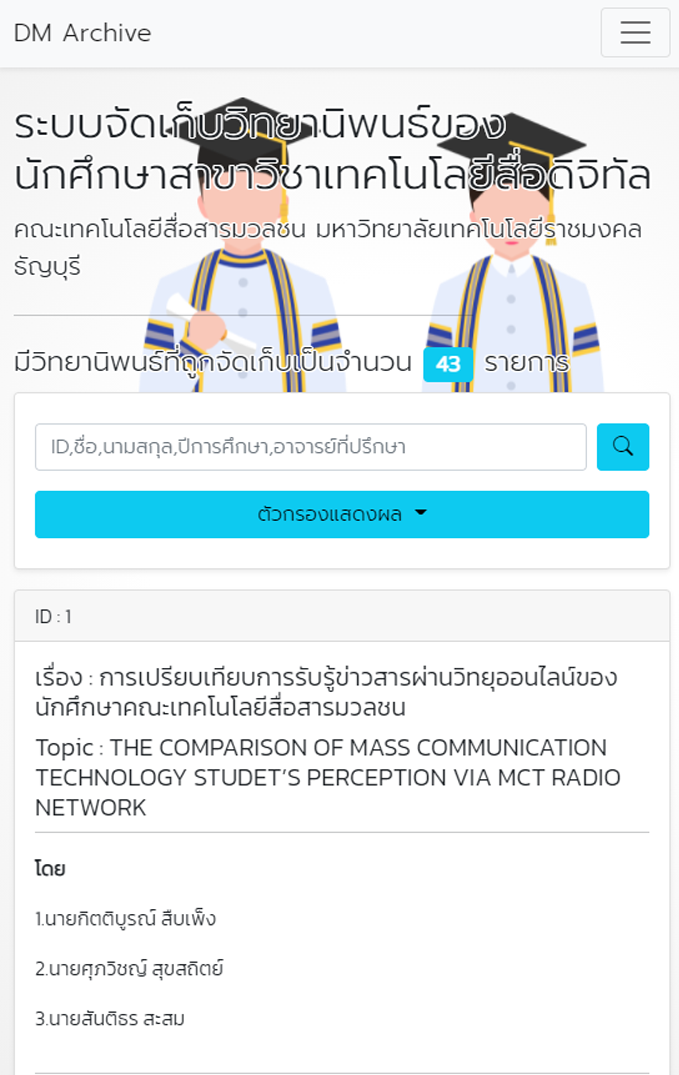 DM Archive
ระบบจัดเก็บวิทยานิพนธ์ของ
นักศึกษาสาขาวิชาเทคโนโลยีสื่อดิจิทัล
คณะเทคโนโลยีสื่อสารมวลชน มหาวิทยาลัยเทคโนโลยีราชมงคล
ธัญบุรี
มีวิทยานิพนธ์ที่ถูกจัดเก็บเป็นจำนวน 43 รายการ
ID,ชื่อ,นามสกุล,ปีการศึกษา,อาจารย์ที่ปรึกษา
ตัวกรองแสดงผล
ID : 1
เรื่อง : การเปรียบเทียบการรับรู้ข่าวสารผ่านวิทยุออนไลน์ของ
นักศึกษาคณะเทคโนโลยีสื่อสารมวลชน
Topic : THE COMPARISON OF MASS COMMUNICATION
TECHNOLOGY STUDET’S PERCEPTION VIA MCT RADIO
NETWORK
โดย
1.นายกิตติบูรณ์ สืบเพ็ง
2.นายศุภวิชญ์ สุขสถิตย์
3.นายสันติธร สะสม